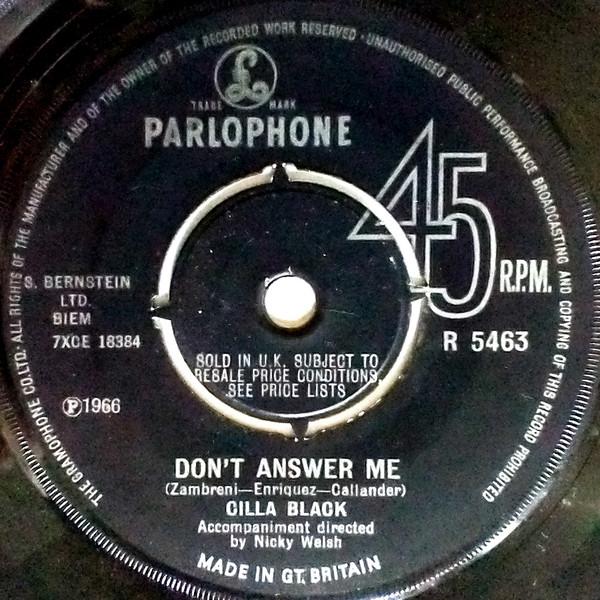 THE GRAMOPHONE CO. LTD. ALL RIGHTS OF THE MANUFACTURER AND OF THE OWNER OF THE RECORDED WORK RESERVED · UNAUTHORISED PUBLIC PERFORMANCE BROADCASTING AND COPYING OF THIS RECORD PROHIBITED
£
TRADE MARK
PARLOPHONE
45
R.P.M.
S. BERNSTEIN
LTD.
BIEM
7XCE 18384
R 5463
SOLD IN U.K. SUBJECT TO
RESALE PRICE CONDITIONS,
SEE PRICE LISTS
Ⓟ1966
DON'T ANSWER ME
(Zambreni—Enriquez—Callander)
CILLA BLACK
Accompaniment directed
by Nicky Welsh
MADE IN GT. BRITAIN